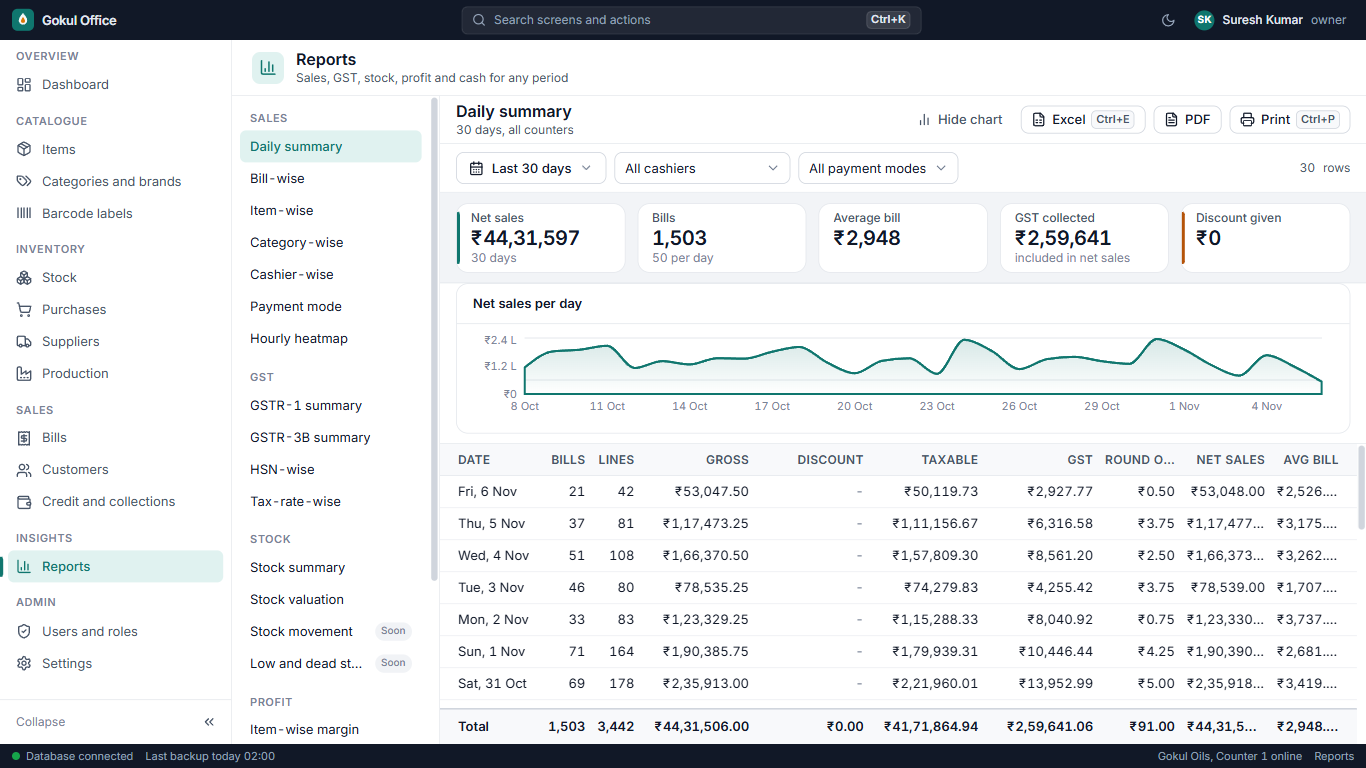 Gokul Office
Search screens and actions
Ctrl+K
SK
Suresh Kumar owner
OVERVIEW
Dashboard
CATALOGUE
Items
Categories and brands
Barcode labels
INVENTORY
Stock
Purchases
Suppliers
Production
SALES
Bills
Customers
Credit and collections
INSIGHTS
Reports
ADMIN
Users and roles
Settings
Collapse
Reports
Sales, GST, stock, profit and cash for any period
SALES
Daily summary
Bill-wise
Item-wise
Category-wise
Cashier-wise
Payment mode
Hourly heatmap
GST
GSTR-1 summary
GSTR-3B summary
HSN-wise
Tax-rate-wise
STOCK
Stock summary
Stock valuation
Stock movement Soon
Low and dead st... Soon
PROFIT
Item-wise margin
Daily summary
30 days, all counters
Hide chart
Excel Ctrl+E
PDF
Print Ctrl+P
Last 30 days
All cashiers
All payment modes
30 rows
Net sales
₹44,31,597
30 days
Bills
1,503
50 per day
Average bill
₹2,948
GST collected
₹2,59,641
included in net sales
Discount given
₹0
Net sales per day
₹2.4 L
₹1.2 L
₹0
8 Oct 11 Oct 14 Oct 17 Oct 20 Oct 23 Oct 26 Oct 29 Oct 1 Nov 4 Nov
DATE BILLS LINES GROSS DISCOUNT TAXABLE GST ROUND O... NET SALES AVG BILL
Fri, 6 Nov 21 42 ₹53,047.50 - ₹50,119.73 ₹2,927.77 ₹0.50 ₹53,048.00 ₹2,526....
Thu, 5 Nov 37 81 ₹1,17,473.25 - ₹1,11,156.67 ₹6,316.58 ₹3.75 ₹1,17,477... ₹3,175....
Wed, 4 Nov 51 108 ₹1,66,370.50 - ₹1,57,809.30 ₹8,561.20 ₹2.50 ₹1,66,373... ₹3,262....
Tue, 3 Nov 46 80 ₹78,535.25 - ₹74,279.83 ₹4,255.42 ₹3.75 ₹78,539.00 ₹1,707....
Mon, 2 Nov 33 83 ₹1,23,329.25 - ₹1,15,288.33 ₹8,040.92 ₹0.75 ₹1,23,330... ₹3,737....
Sun, 1 Nov 71 164 ₹1,90,385.75 - ₹1,79,939.31 ₹10,446.44 ₹4.25 ₹1,90,390... ₹2,681....
Sat, 31 Oct 69 178 ₹2,35,913.00 - ₹2,21,960.01 ₹13,952.99 ₹5.00 ₹2,35,918... ₹3,419....
Total 1,503 3,442 ₹44,31,506.00 ₹0.00 ₹41,71,864.94 ₹2,59,641.06 ₹91.00 ₹44,31,5... ₹2,948....
Database connected Last backup today 02:00
Gokul Oils, Counter 1 online Reports